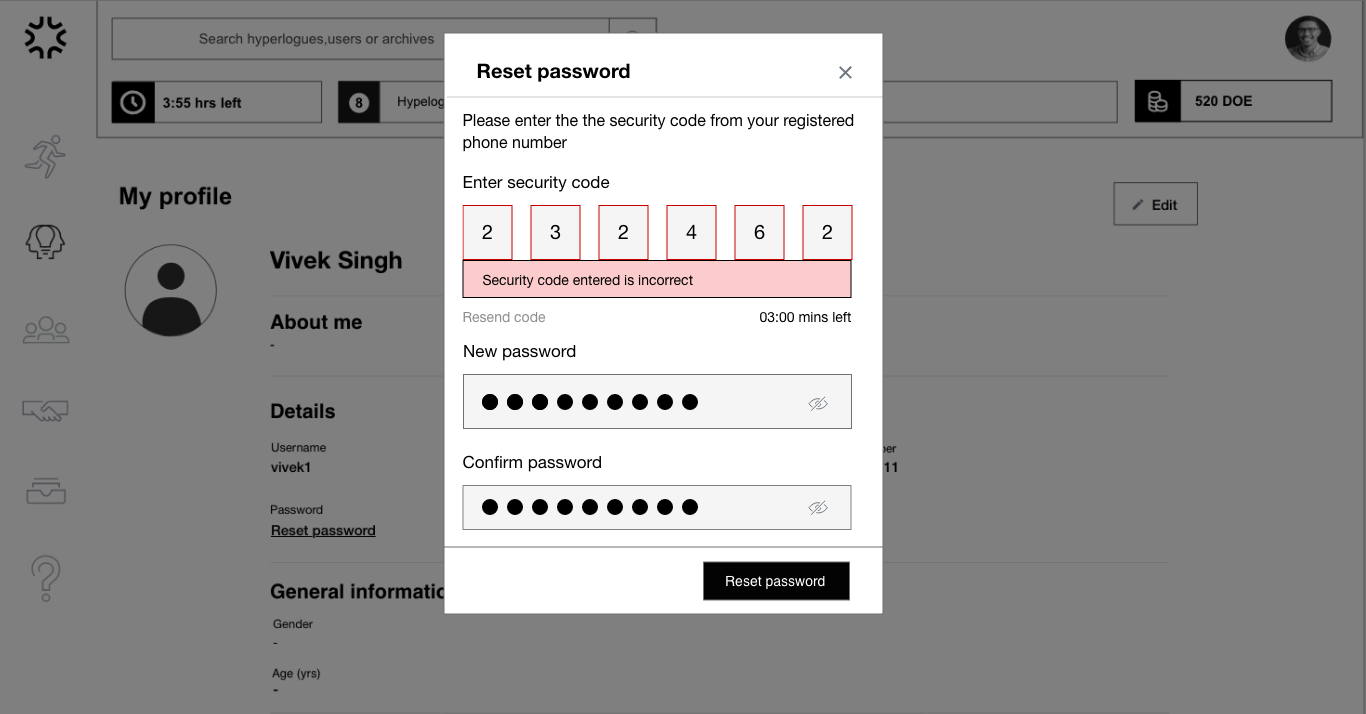 Search hyperlogues,users or archives
3:55 hrs left
8
520 DOE
My profile
Edit
Vivek Singh
About me
-
Details
Username
vivek1
11
Password
Reset password
General informatio
Gender
-
Age (yrs)
-
Reset password
Please enter the the security code from your registered
phone number
Enter security code
2 3 2 4 6 2
Security code entered is incorrect
Resend code 03:00 mins left
New password
Confirm password
Reset password